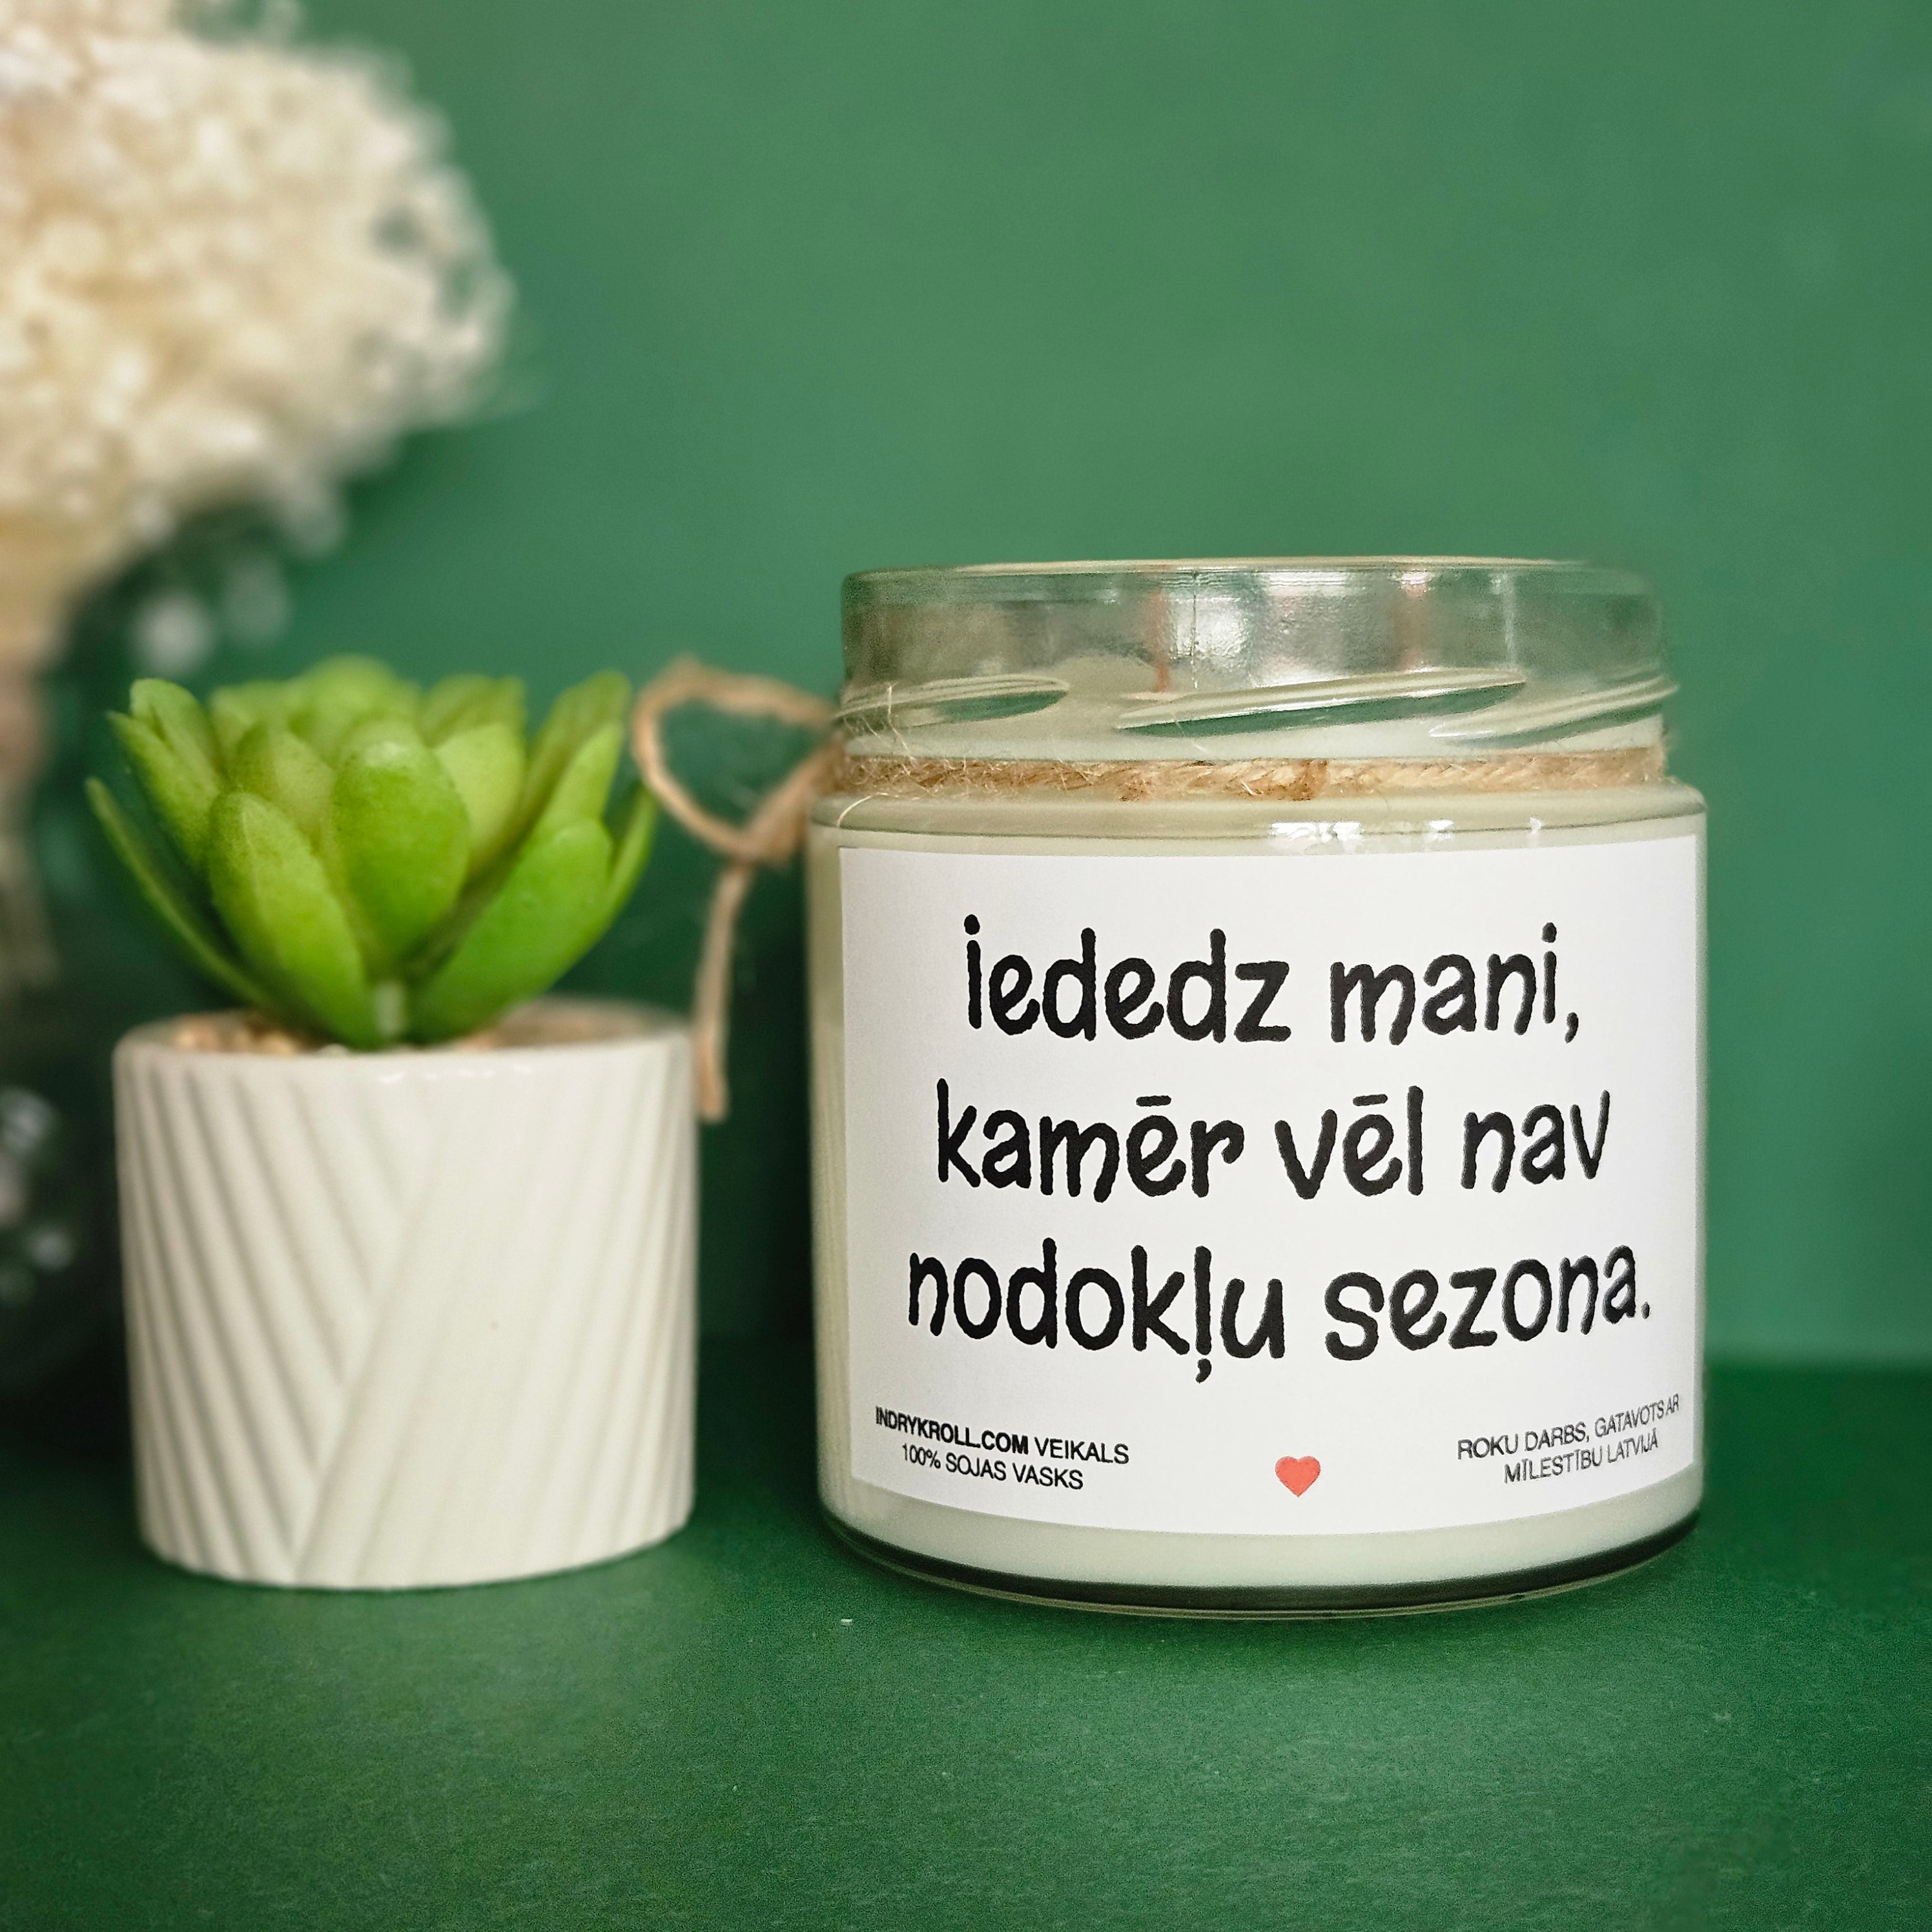 iededz mani,
kamēr vēl nav
nodokļu sezona.
INDRYKROLL.COM VEIKALS
100% SOJAS VASKS
ROKU DARBS, GATAVOTS AR
MĪLESTĪBU LATVIJĀ